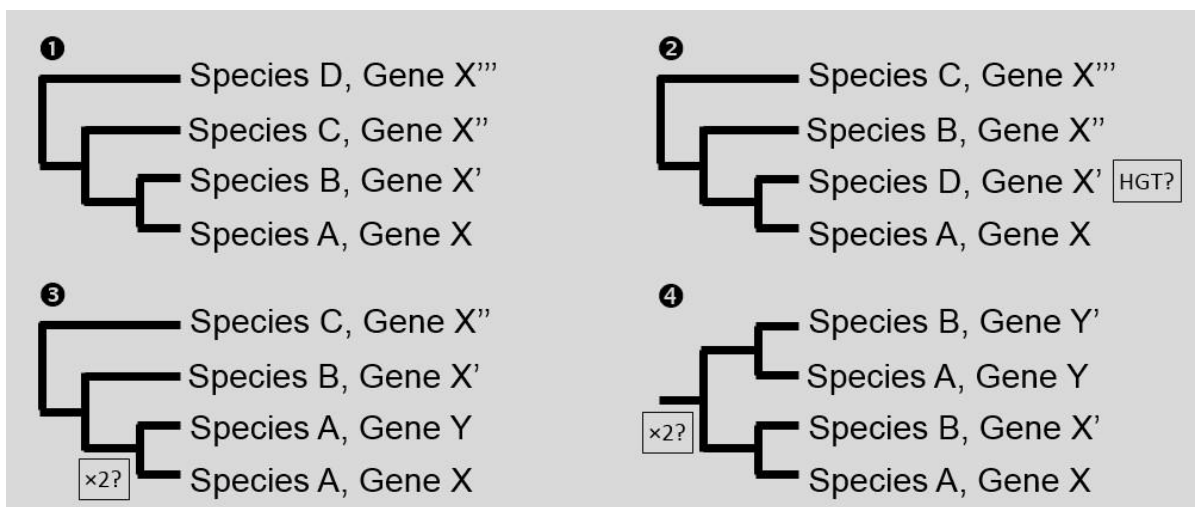 ❶
Species D, Gene X’’’
Species C, Gene X’’
Species B, Gene X’
Species A, Gene X
❷
Species C, Gene X’’’
Species B, Gene X’’
Species D, Gene X’ HGT?
Species A, Gene X
❸
Species C, Gene X’’
Species B, Gene X’
Species A, Gene Y
×2? Species A, Gene X
❹
Species B, Gene Y’
Species A, Gene Y
×2? Species B, Gene X’
Species A, Gene X